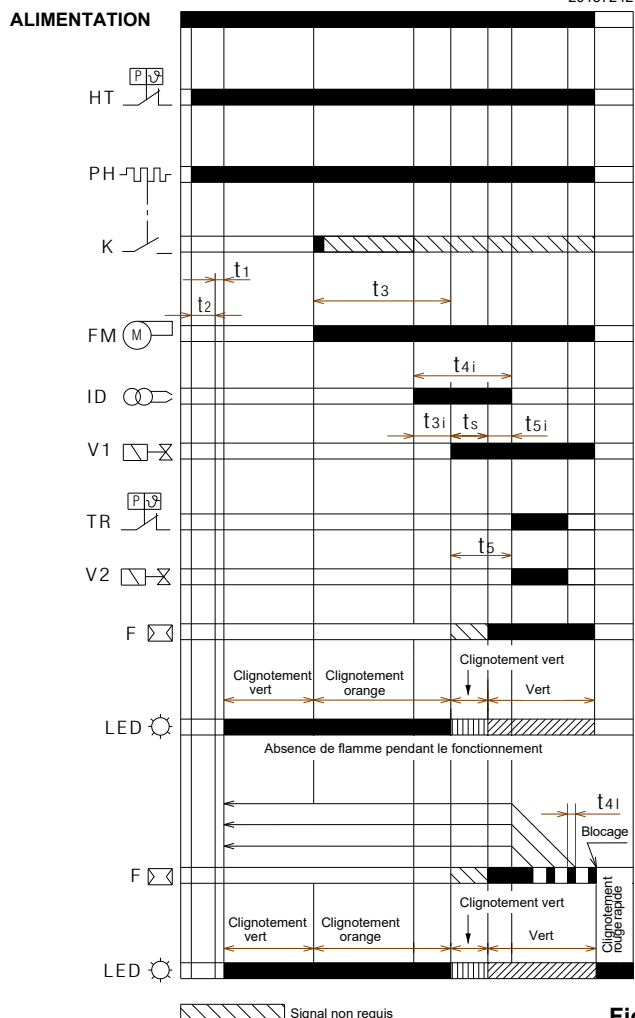 ALIMENTATION
P ϑ
HT
PH
K
t1
t2
t3
FM M
t4i
ID
t3i ts t5i
V1
P ϑ
TR
t5
V2
F
Clignotement vert
Clignotement vert
Clignotement orange
Vert
LED
Absence de flamme pendant le fonctionnement
t4l
Blocage
F
Clignotement vert
Clignotement vert
Clignotement orange
Vert
Clignotement rouge rapide
LED
Signal non requis